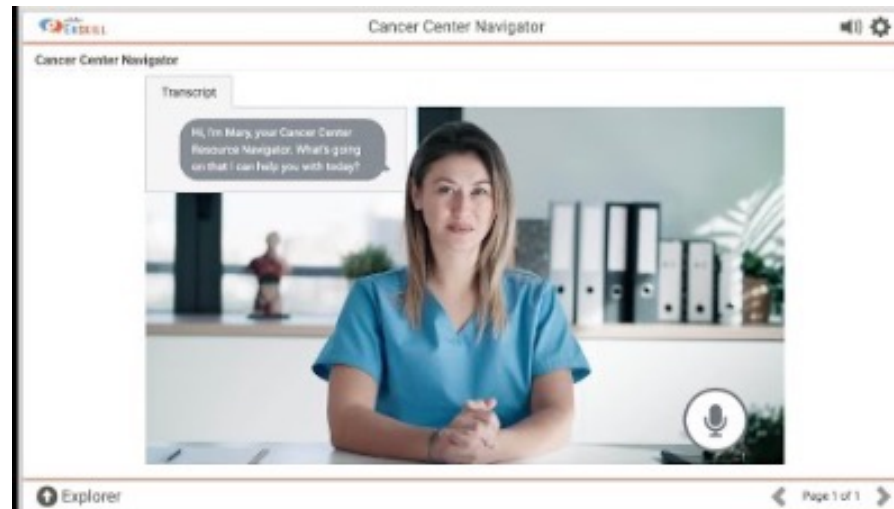 Cancer Center Navigator
Cancer Center Navigator
Transcript
Hi, I'm Mary, your Cancer Center
Resource Navigator. What's going
on that I can help you with today?
Explorer
Page 1 of 1